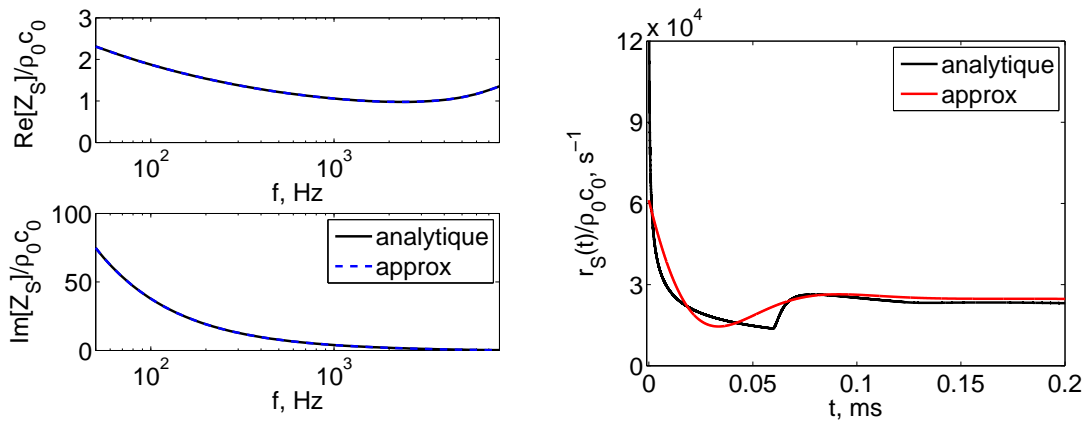 Re[Z_S]/ρ_0c_0
3
2
1
0
10^2
10^3
f, Hz
Im[Z_S]/ρ_0c_0
100
50
0
analytique
approx
10^2
10^3
f, Hz
r_S(t)/ρ_0c_0, s^−1
x 10^4
12
9
6
3
0
analytique
approx
0
0.05
0.1
0.15
0.2
t, ms